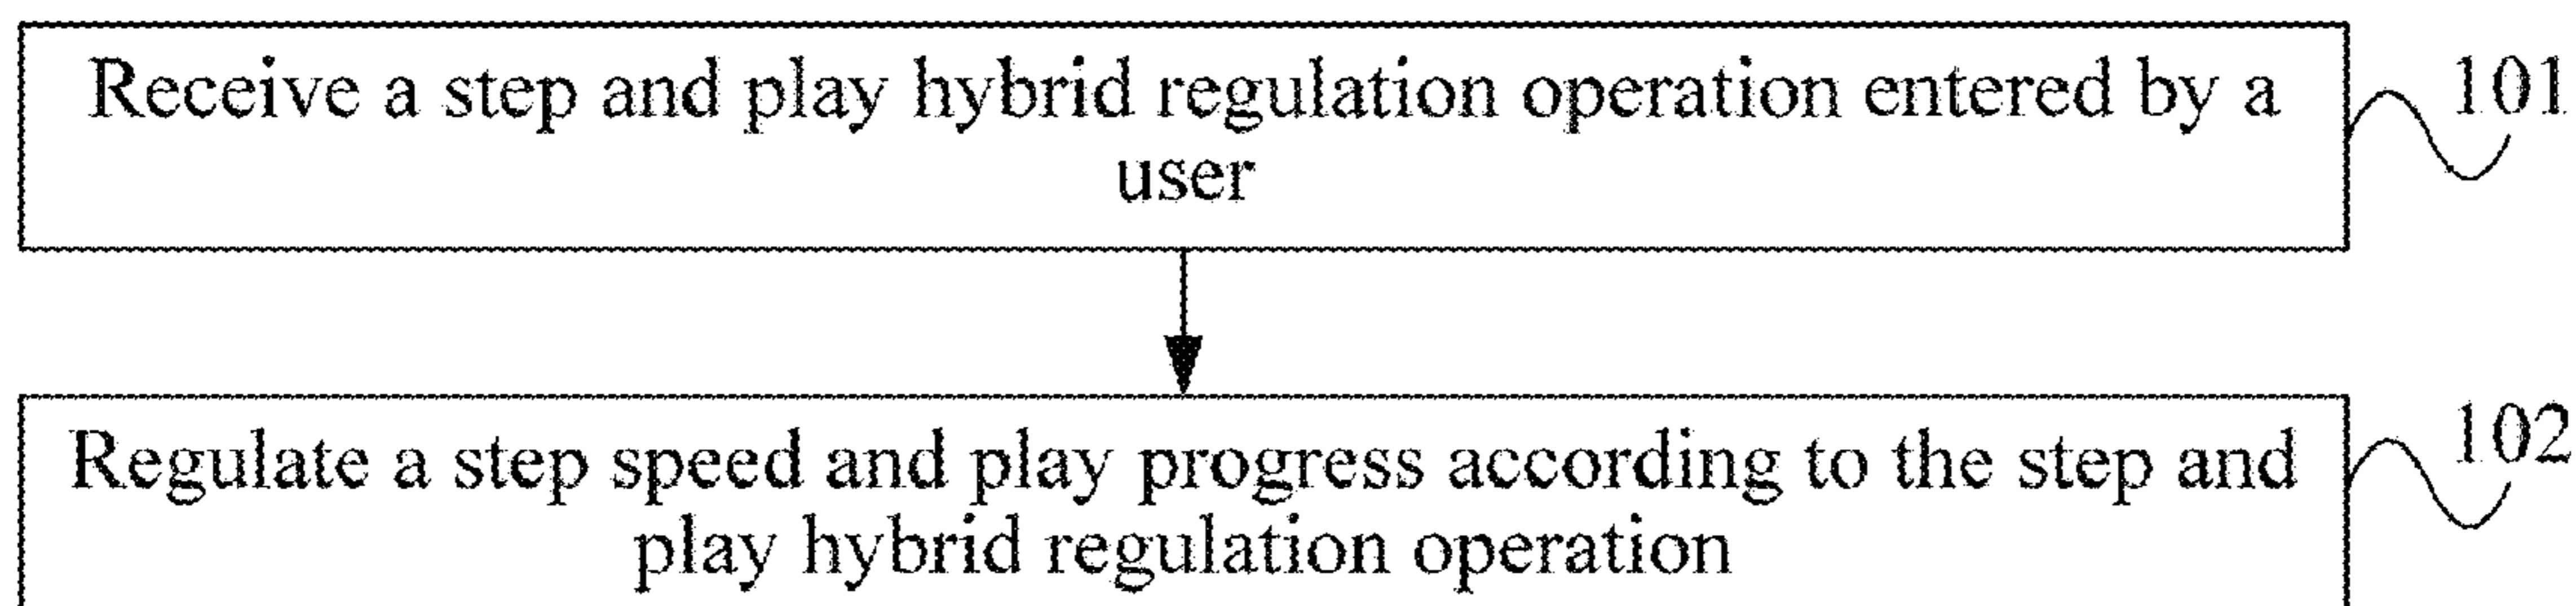 Receive a step and play hybrid regulation operation entered by a
user
101
Regulate a step speed and play progress according to the step and
play hybrid regulation operation
102